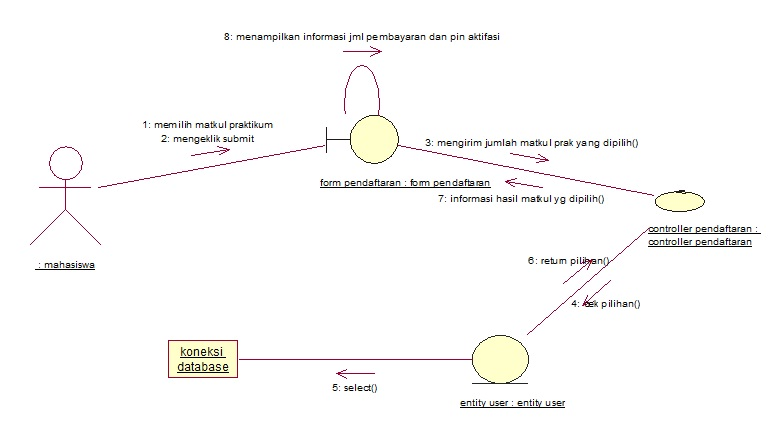 8: menampilkan informasi jml pembayaran dan pin aktifasi
1: memilih matkul praktikum
2: mengeklik submit
3: mengirim jumlah matkul prak yang dipilih()
form pendaftaran : form pendaftaran
7: informasi hasil matkul yg dipilih()
controller pendaftaran :
controller pendaftaran
: mahasiswa
6: return pilihan()
4: cek pilihan()
koneksi
database
5: select()
entity user : entity user